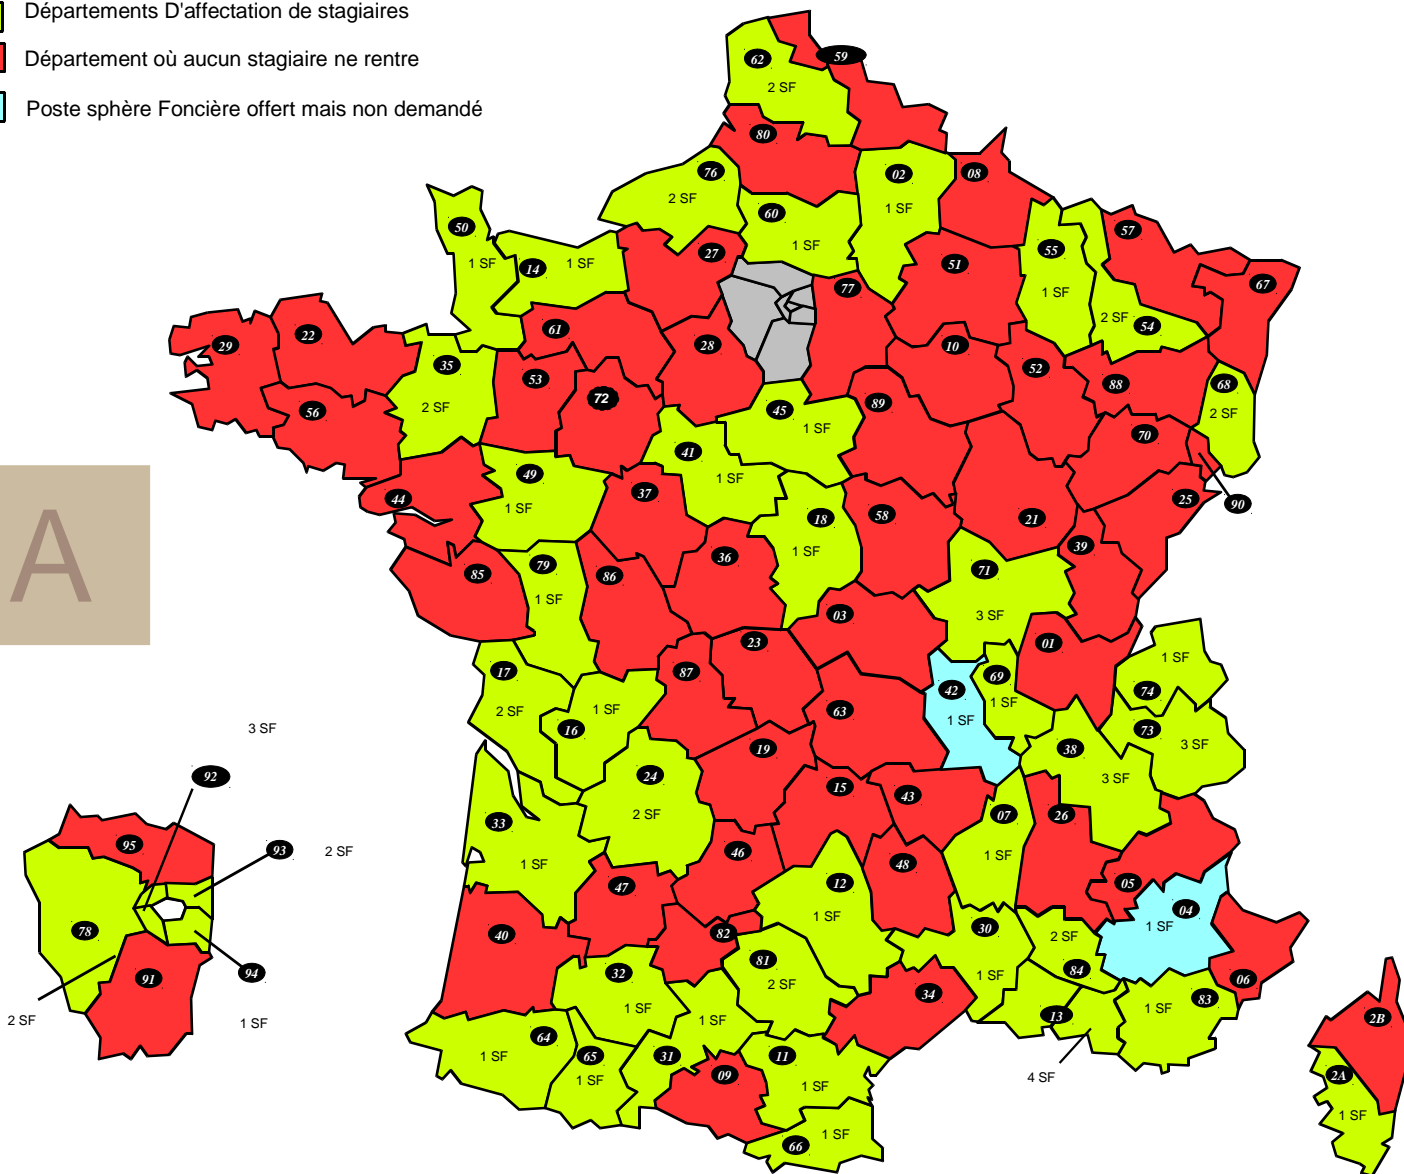 Départements D'affectation de stagiaires
Département où aucun stagiaire ne rentre
Poste sphère Foncière offert mais non demandé
62
59
2 SF
80
76
02
08
2 SF
60
1 SF
57
50
1 SF
27
55
1 SF
14
1 SF
51
67
77
1 SF
2 SF
54
61
22
29
28
10
35
53
52
88
68
72
56
2 SF
45
1 SF
89
2 SF
70
41
49
1 SF
37
44
1 SF
18
58
21
25
90
1 SF
36
39
85
79
86
71
1 SF
03
3 SF
23
01
17
87
69
1 SF
42
74
2 SF
1 SF
16
63
1 SF
1 SF
73
3 SF
3 SF
19
38
92
24
3 SF
15
43
07
26
33
2 SF
95
93
2 SF
1 SF
46
48
1 SF
47
12
05
04
78
1 SF
1 SF
40
82
30
2 SF
91
94
32
81
84
1 SF
06
2 SF
34
83
1 SF
2 SF
1 SF
1 SF
1 SF
13
2B
64
1 SF
65
31
11
09
4 SF
2A
1 SF
1 SF
1 SF
66
1 SF
A